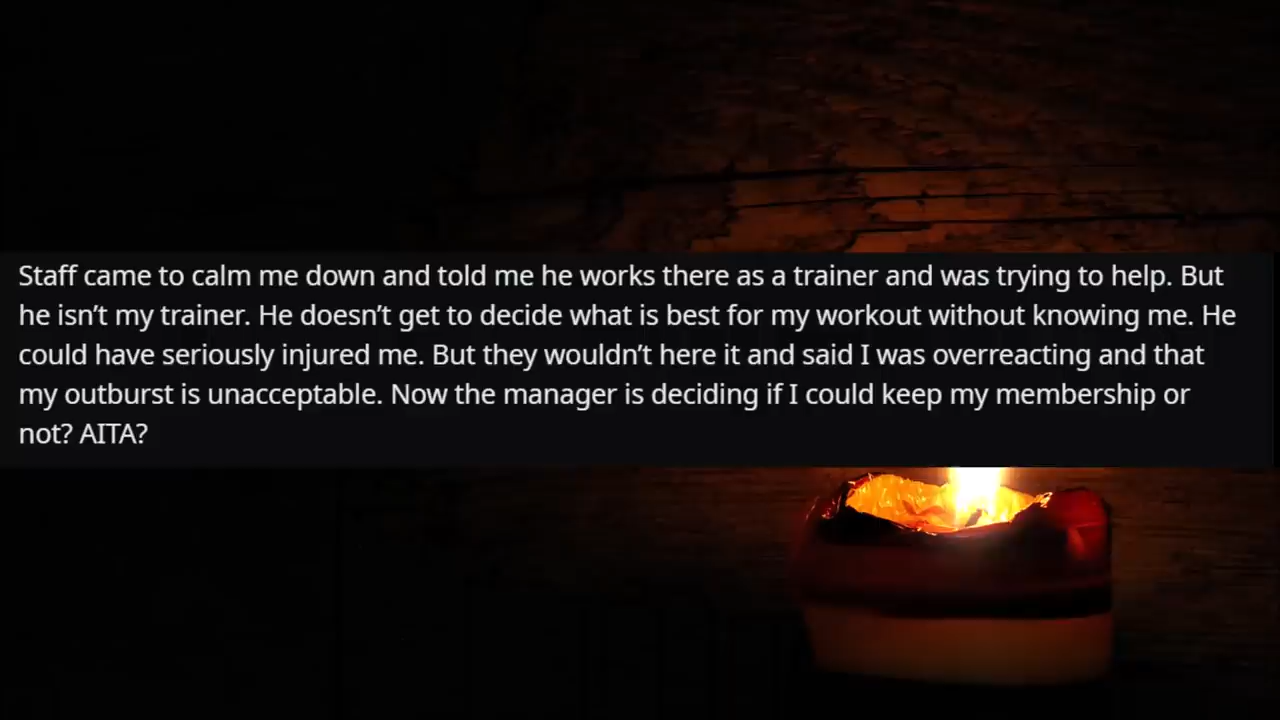 Staff came to calm me down and told me he works there as a trainer and was trying to help. But
he isn’t my trainer. He doesn’t get to decide what is best for my workout without knowing me. He
could have seriously injured me. But they wouldn’t here it and said I was overreacting and that
my outburst is unacceptable. Now the manager is deciding if I could keep my membership or
not? AITA?